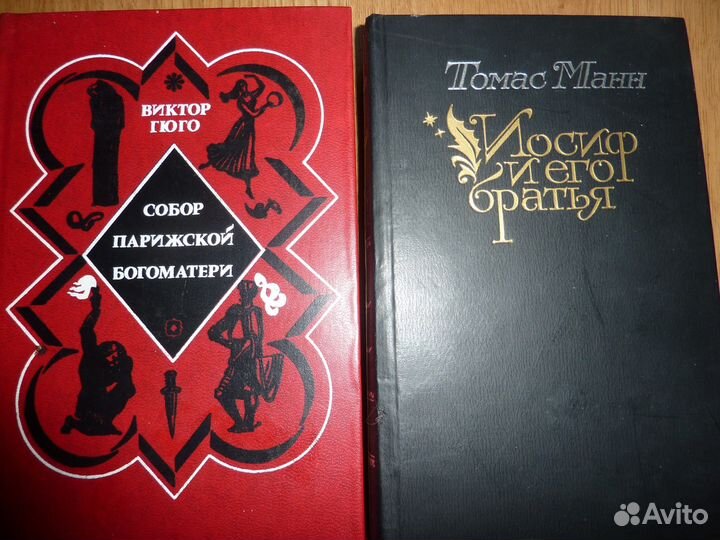 ВИКТОР
ГЮГО
СОБОР
ПАРИЖСКОЙ
БОГОМАТЕРИ
Томас Манн
Иосиф
и его
братья
Avito